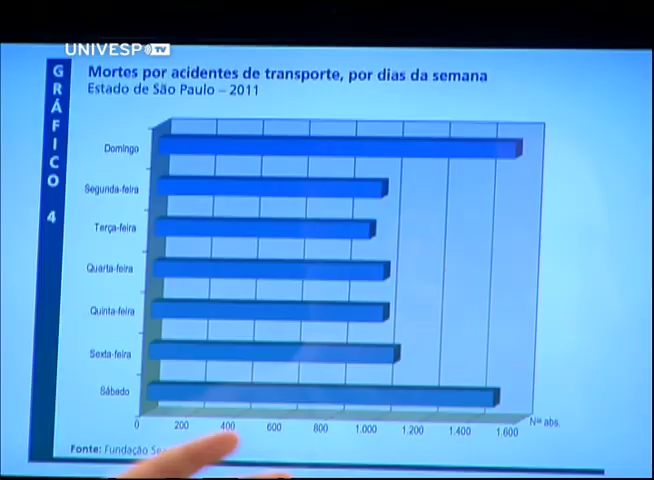 UNIVESP TV
GRÁFICO 4
Mortes por acidentes de transporte, por dias da semana
Estado de São Paulo – 2011
Domingo
Segunda-feira
Terça-feira
Quarta-feira
Quinta-feira
Sexta-feira
Sábado
0 200 400 600 800 1.000 1.200 1.400 1.600 Nos abs.
Fonte: Fundação